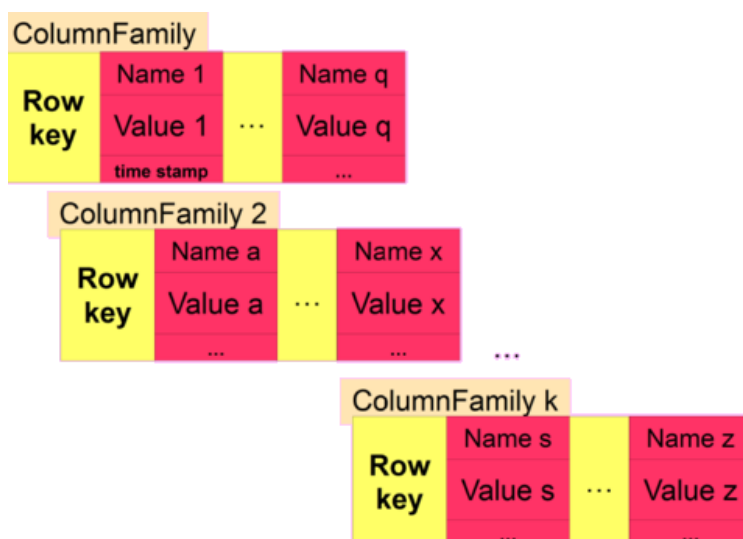 ColumnFamily
Row key
Name 1
Value 1
time stamp
...
Name q
Value q
...
ColumnFamily 2
Row key
Name a
Value a
...
...
Name x
Value x
...
...
ColumnFamily k
Row key
Name s
Value s
...
...
Name z
Value z
...